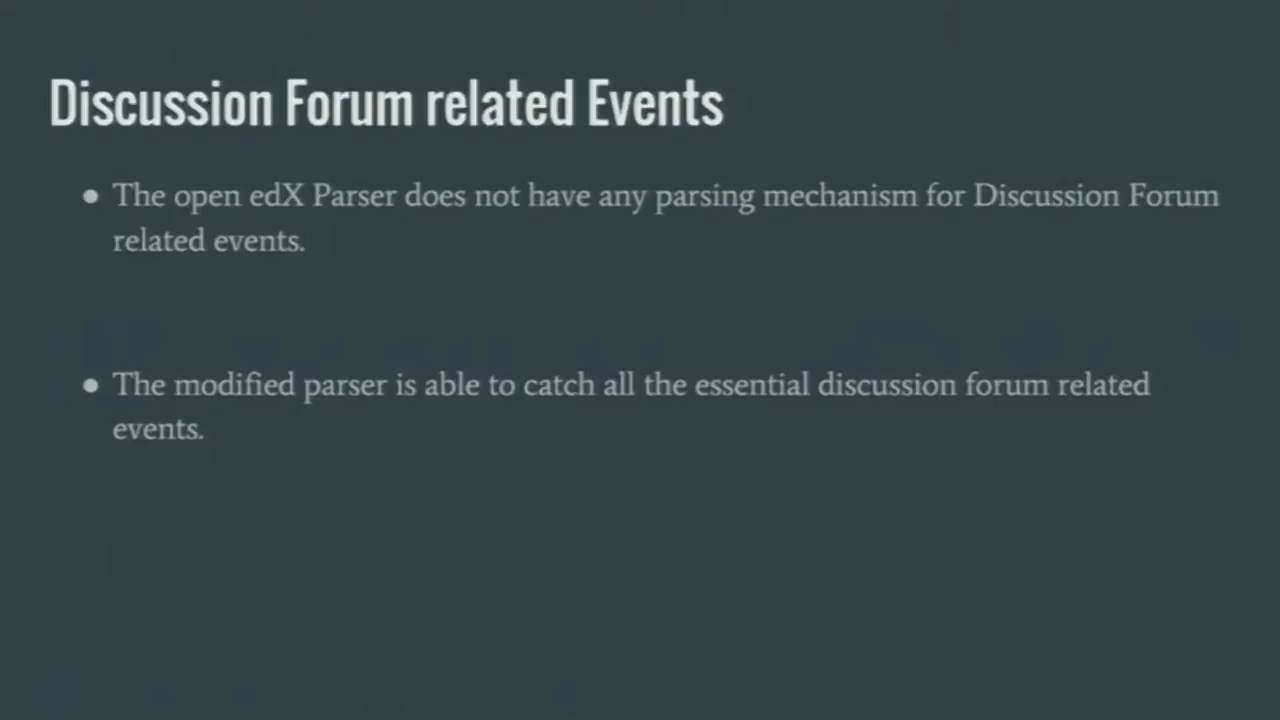 Discussion Forum related Events
● The open edX Parser does not have any parsing mechanism for Discussion Forum
related events.
● The modified parser is able to catch all the essential discussion forum related
events.